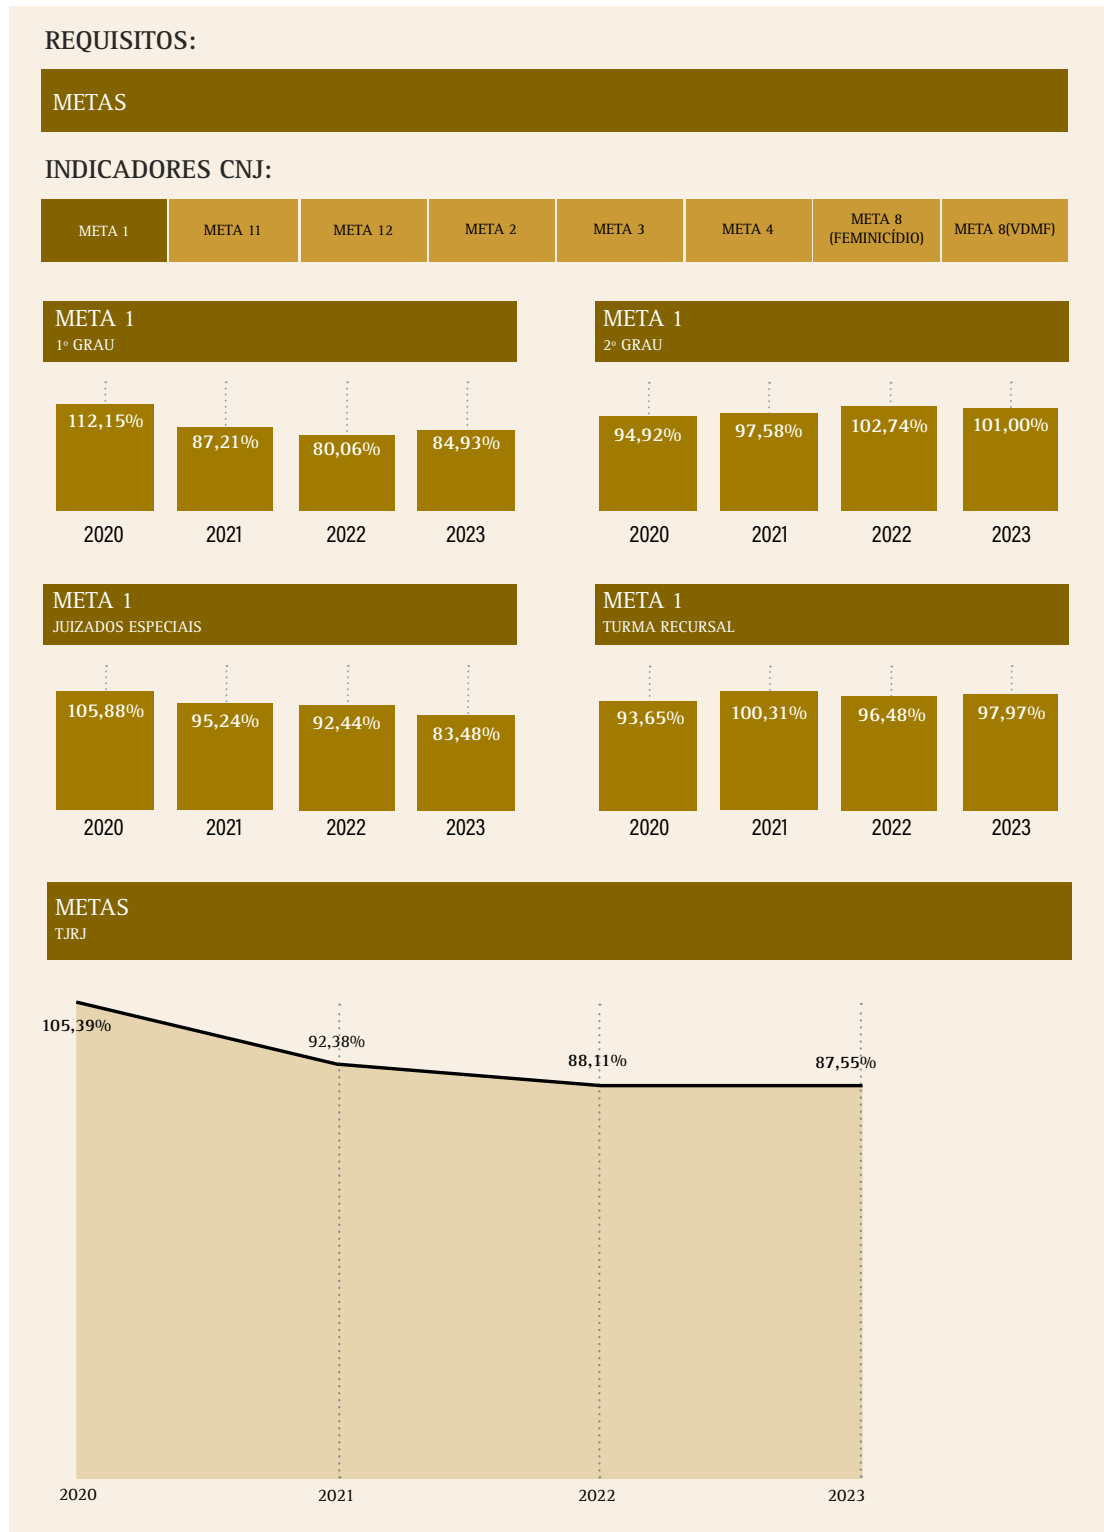 REQUISITOS:
METAS
INDICADORES CNJ:
META 1
META 11
META 12
META 2
META 3
META 4
META 8
(FEMINICÍDIO)
META 8(VDMF)
META 1
1º GRAU
112,15%
87,21%
80,06%
84,93%
2020
2021
2022
2023
META 1
2º GRAU
94,92%
97,58%
102,74%
101,00%
2020
2021
2022
2023
META 1
JUIZADOS ESPECIAIS
105,88%
95,24%
92,44%
83,48%
2020
2021
2022
2023
META 1
TURMA RECURSAL
93,65%
100,31%
96,48%
97,97%
2020
2021
2022
2023
METAS
TJRJ
105,39%
92,38%
88,11%
87,55%
2020
2021
2022
2023